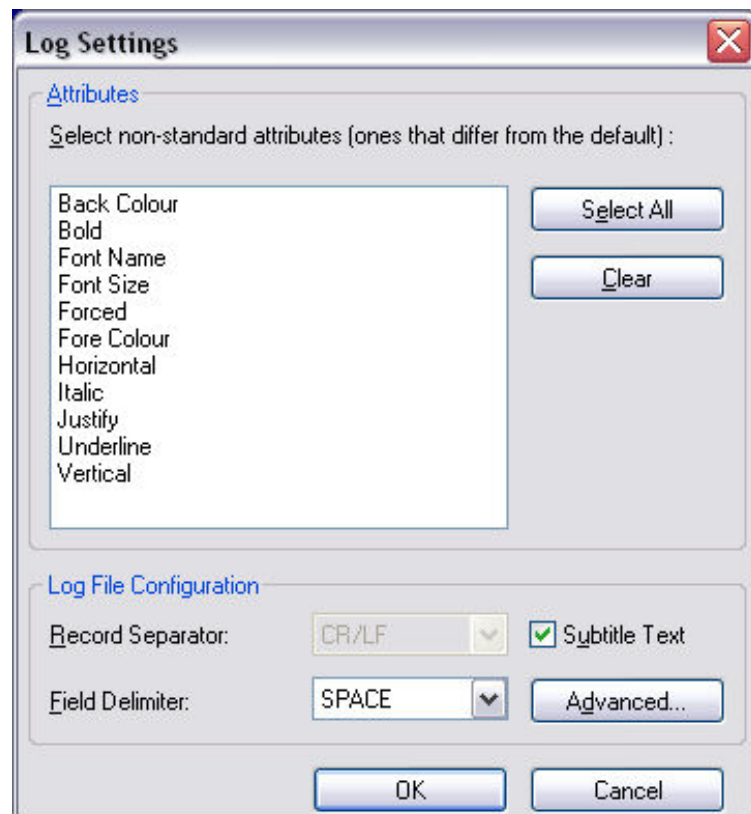 Log Settings
Attributes
Select non-standard attributes (ones that differ from the default) :
Back Colour
Bold
Font Name
Font Size
Forced
Fore Colour
Horizontal
Italic
Justify
Underline
Vertical
Select All
Clear
Log File Configuration
Record Separator:
CR/LF
Subtitle Text
Field Delimiter:
SPACE
Advanced...
OK
Cancel